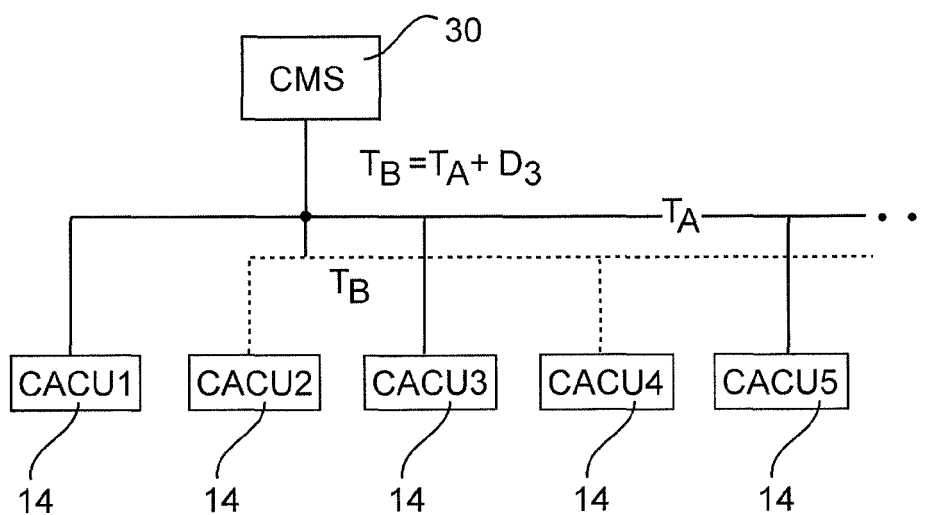 30
CMS
T_B=T_A+ D_3
T_A
T_B
CACU1 CACU2 CACU3 CACU4 CACU5
14 14 14 14 14